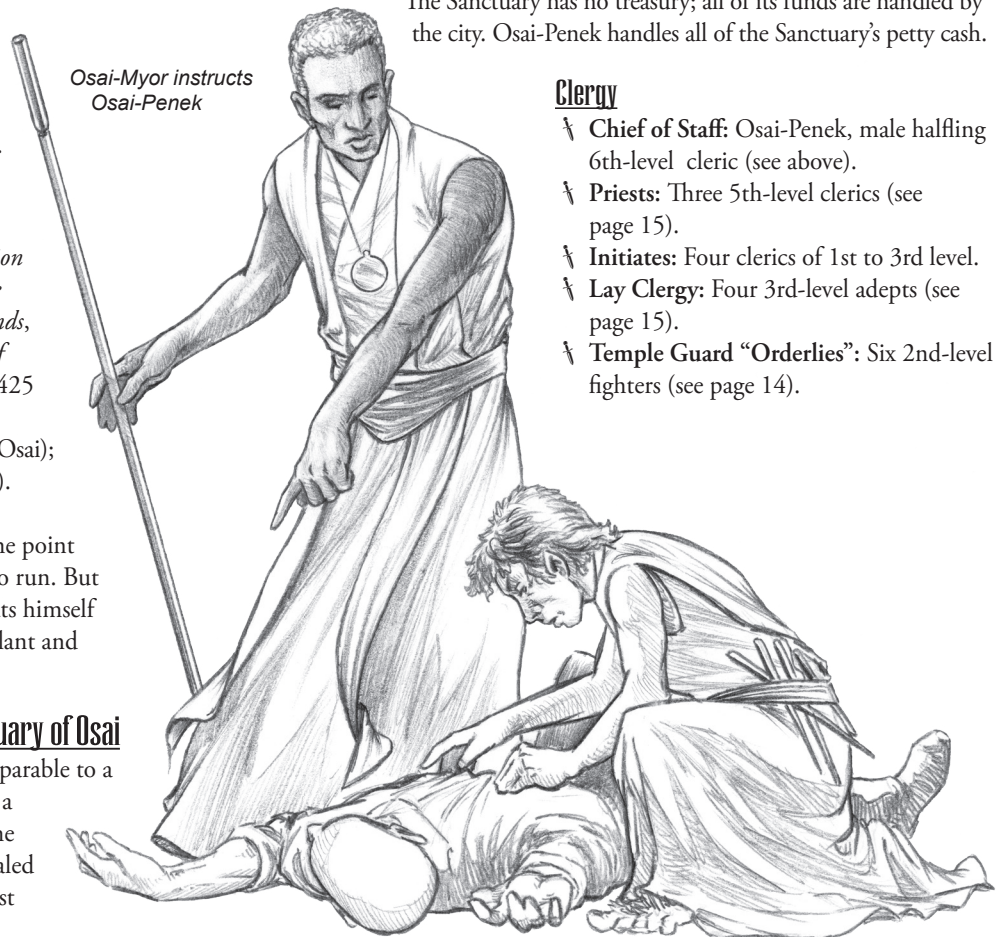 on
nds,
f
425
Osai);
).
ne point
o run. But
ts himself
lant and
uary of Osai
parable to a
a
ne
aled
st
Osai-Myor instructs
Osai-Penek
The Sanctuary has no treasury; all of its funds are handled by
the city. Osai-Penek handles all of the Sanctuary’s petty cash.
Clergy
Chief of Staff: Osai-Penek, male halfling
6th-level cleric (see above).
Priests: Three 5th-level clerics (see
page 15).
Initiates: Four clerics of 1st to 3rd level.
Lay Clergy: Four 3rd-level adepts (see
page 15).
Temple Guard “Orderlies”: Six 2nd-level
fighters (see page 14).